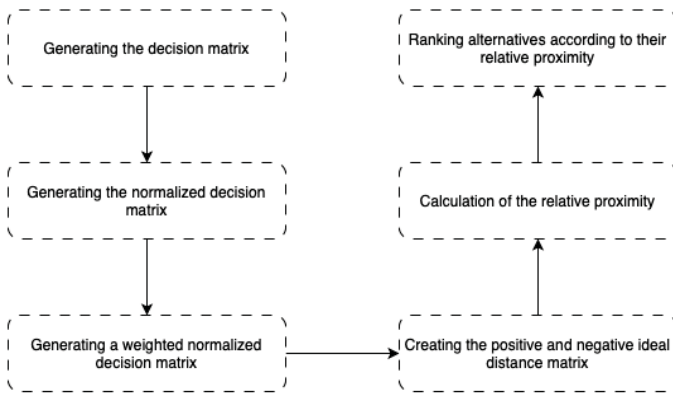 Generating the decision matrix
Generating the normalized decision
matrix
Generating a weighted normalized
decision matrix
Creating the positive and negative ideal
distance matrix
Calculation of the relative proximity
Ranking alternatives according to their
relative proximity